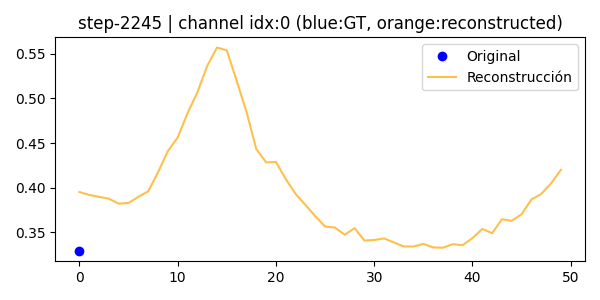 step-2245 | channel idx:0 (blue:GT, orange:reconstructed)
Original
Reconstrucción
0.55
0.50
0.45
0.40
0.35
0 10 20 30 40 50